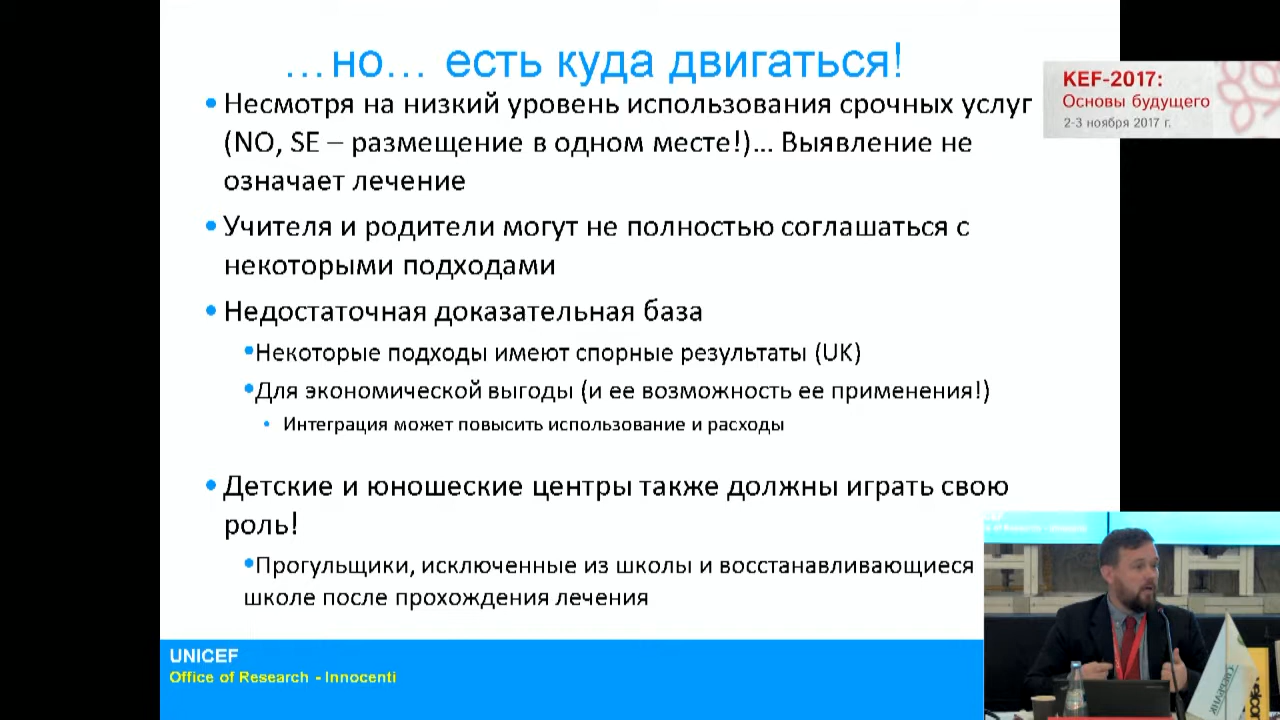 …но… есть куда двигаться!
• Несмотря на низкий уровень использования срочных услуг
(NO, SE – размещение в одном месте!)… Выявление не
означает лечение
• Учителя и родители могут не полностью соглашаться с
некоторыми подходами
• Недостаточная доказательная база
•Некоторые подходы имеют спорные результаты (UK)
•Для экономической выгоды (и ее возможность ее применения!)
• Интеграция может повысить использование и расходы
• Детские и юношеские центры также должны играть свою
роль!
•Прогульщики, исключенные из школы и восстанавливающиеся
школе после прохождения лечения
UNICEF
Office of Research - Innocenti
KEF-2017:
Основы будущего
2-3 ноября 2017 г.